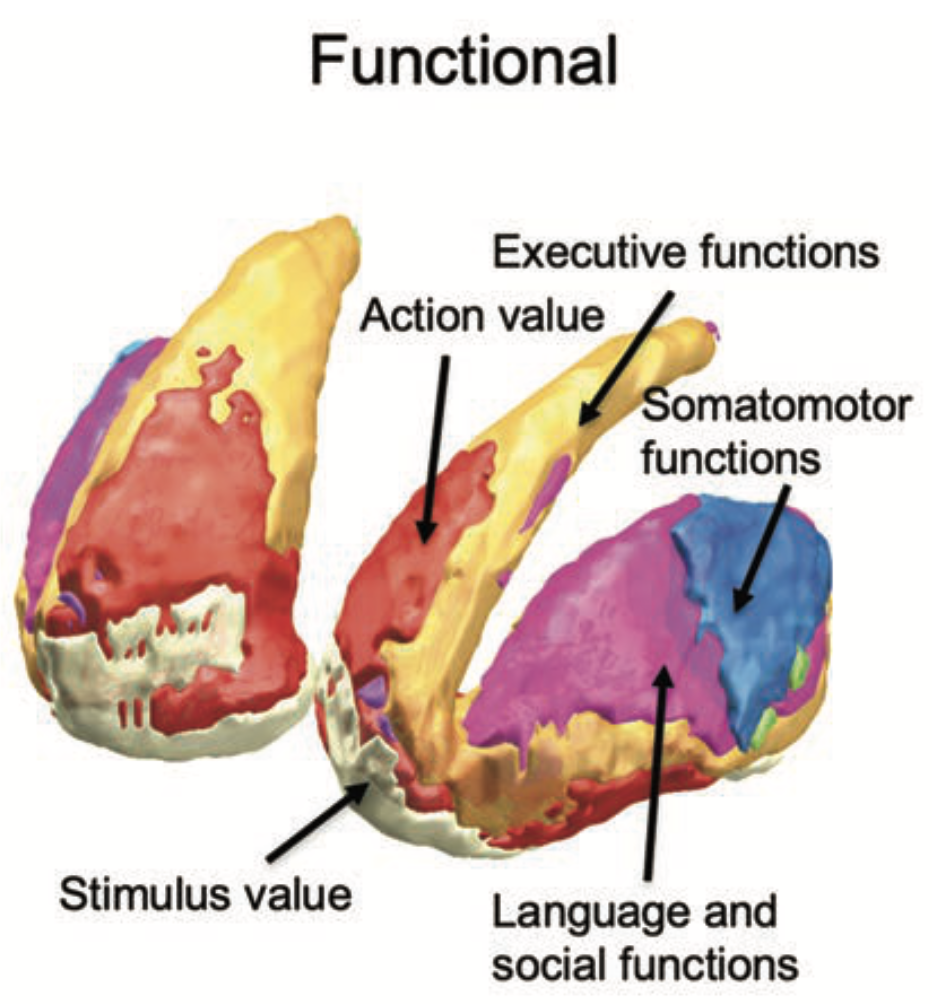 Functional
Executive functions
Action value
Somatomotor
functions
Stimulus value
Language and
social functions